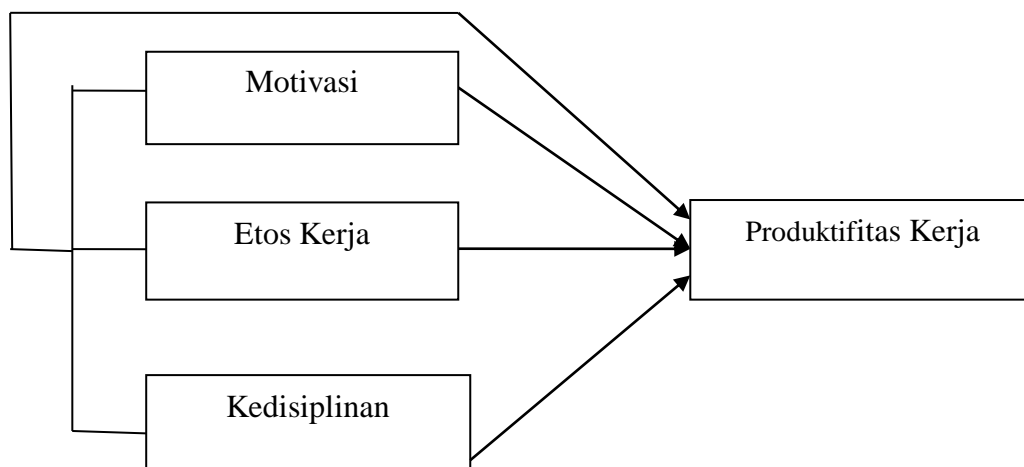 Motivasi
Etos Kerja
Produktifitas Kerja
Kedisiplinan